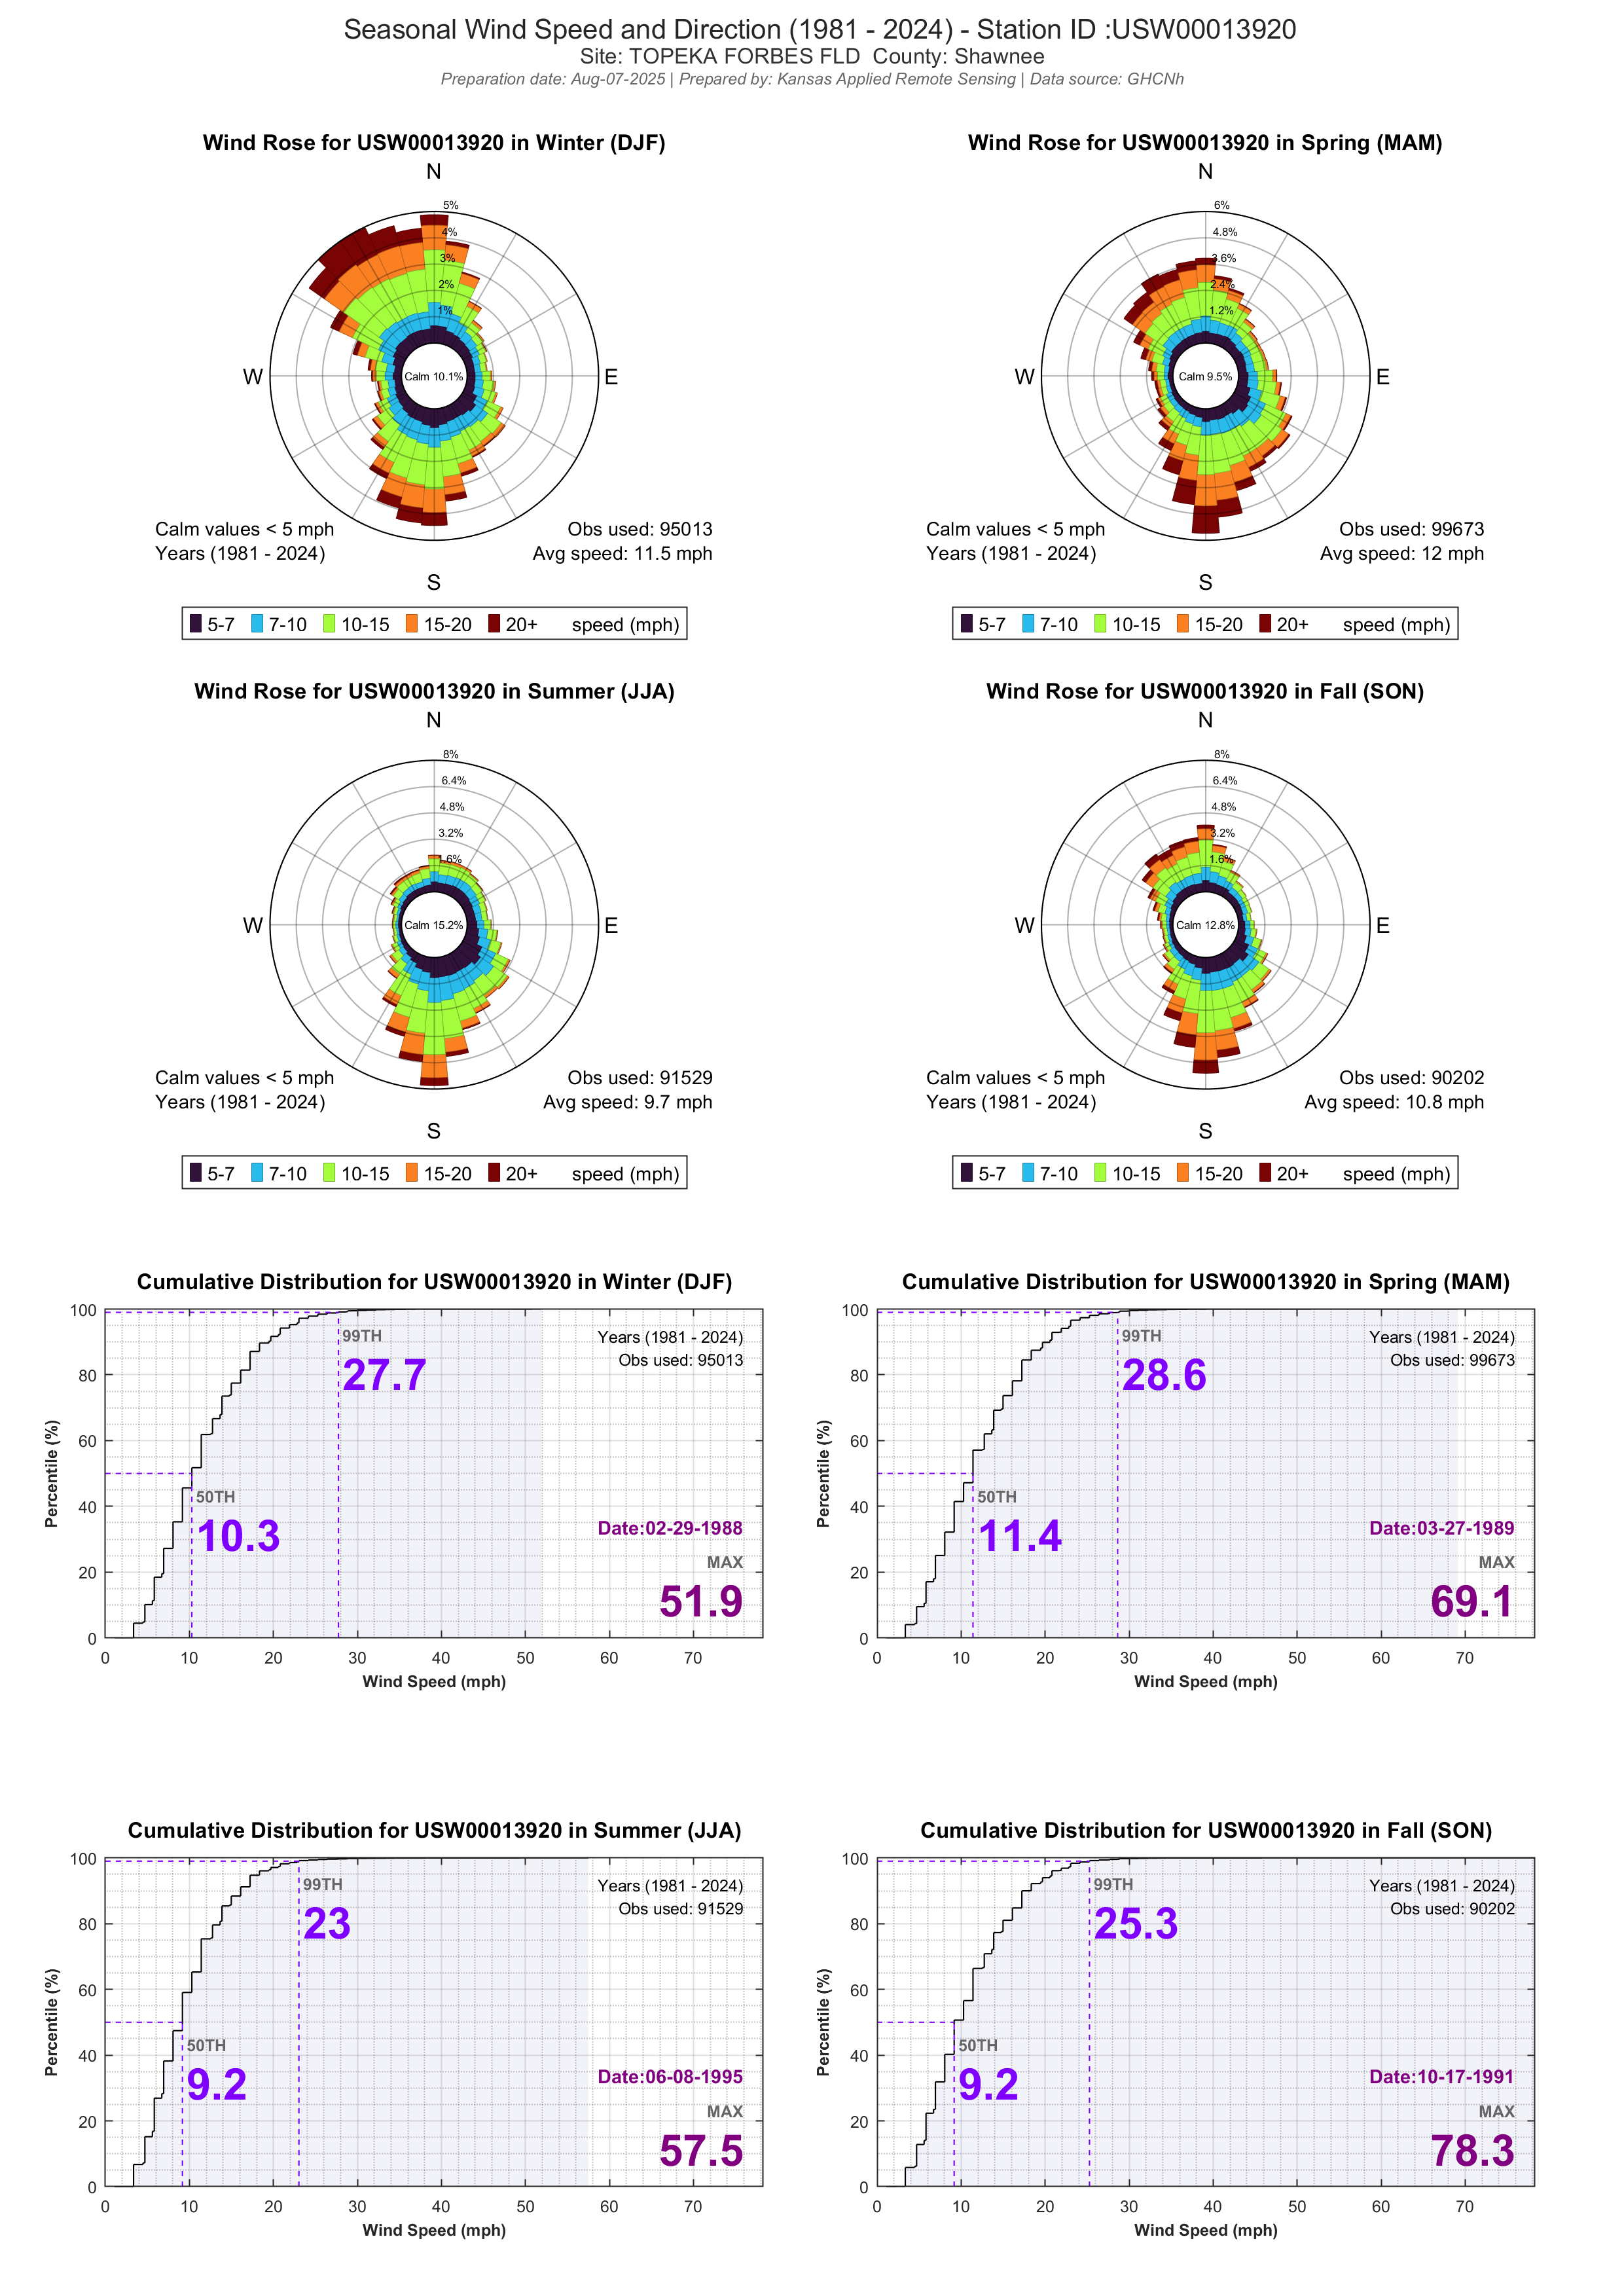 Seasonal Wind Speed and Direction (1981 - 2024) - Station ID :USW00013920
Site: TOPEKA FORBES FLD  County: Shawnee
Preparation date: Aug-07-2025 | Prepared by: Kansas Applied Remote Sensing | Data source: GHCNh
Wind Rose for USW00013920 in Winter (DJF)
N
5%
4%
3%
2%
1%
W
Calm 10.1%
E
Calm values < 5 mph
Years (1981 - 2024)
Obs used: 95013
Avg speed: 11.5 mph
S
5-7 7-10 10-15 15-20 20+ speed (mph)
Wind Rose for USW00013920 in Spring (MAM)
N
6%
4.8%
3.6%
2.4%
1.2%
W
Calm 9.5%
E
Calm values < 5 mph
Years (1981 - 2024)
Obs used: 99673
Avg speed: 12 mph
S
5-7 7-10 10-15 15-20 20+ speed (mph)
Wind Rose for USW00013920 in Summer (JJA)
N
8%
6.4%
4.8%
3.2%
1.6%
W
Calm 15.2%
E
Calm values < 5 mph
Years (1981 - 2024)
Obs used: 91529
Avg speed: 9.7 mph
S
5-7 7-10 10-15 15-20 20+ speed (mph)
Wind Rose for USW00013920 in Fall (SON)
N
8%
6.4%
4.8%
3.2%
1.6%
W
Calm 12.8%
E
Calm values < 5 mph
Years (1981 - 2024)
Obs used: 90202
Avg speed: 10.8 mph
S
5-7 7-10 10-15 15-20 20+ speed (mph)
Cumulative Distribution for USW00013920 in Winter (DJF)
100
80
60
40
20
0
Percentile (%)
99TH
27.7
50TH
10.3
Years (1981 - 2024)
Obs used: 95013
Date:02-29-1988
MAX
51.9
0 10 20 30 40 50 60 70
Wind Speed (mph)
Cumulative Distribution for USW00013920 in Spring (MAM)
100
80
60
40
20
0
Percentile (%)
99TH
28.6
50TH
11.4
Years (1981 - 2024)
Obs used: 99673
Date:03-27-1989
MAX
69.1
0 10 20 30 40 50 60 70
Wind Speed (mph)
Cumulative Distribution for USW00013920 in Summer (JJA)
100
80
60
40
20
0
Percentile (%)
99TH
23
50TH
9.2
Years (1981 - 2024)
Obs used: 91529
Date:06-08-1995
MAX
57.5
0 10 20 30 40 50 60 70
Wind Speed (mph)
Cumulative Distribution for USW00013920 in Fall (SON)
100
80
60
40
20
0
Percentile (%)
99TH
25.3
50TH
9.2
Years (1981 - 2024)
Obs used: 90202
Date:10-17-1991
MAX
78.3
0 10 20 30 40 50 60 70
Wind Speed (mph)